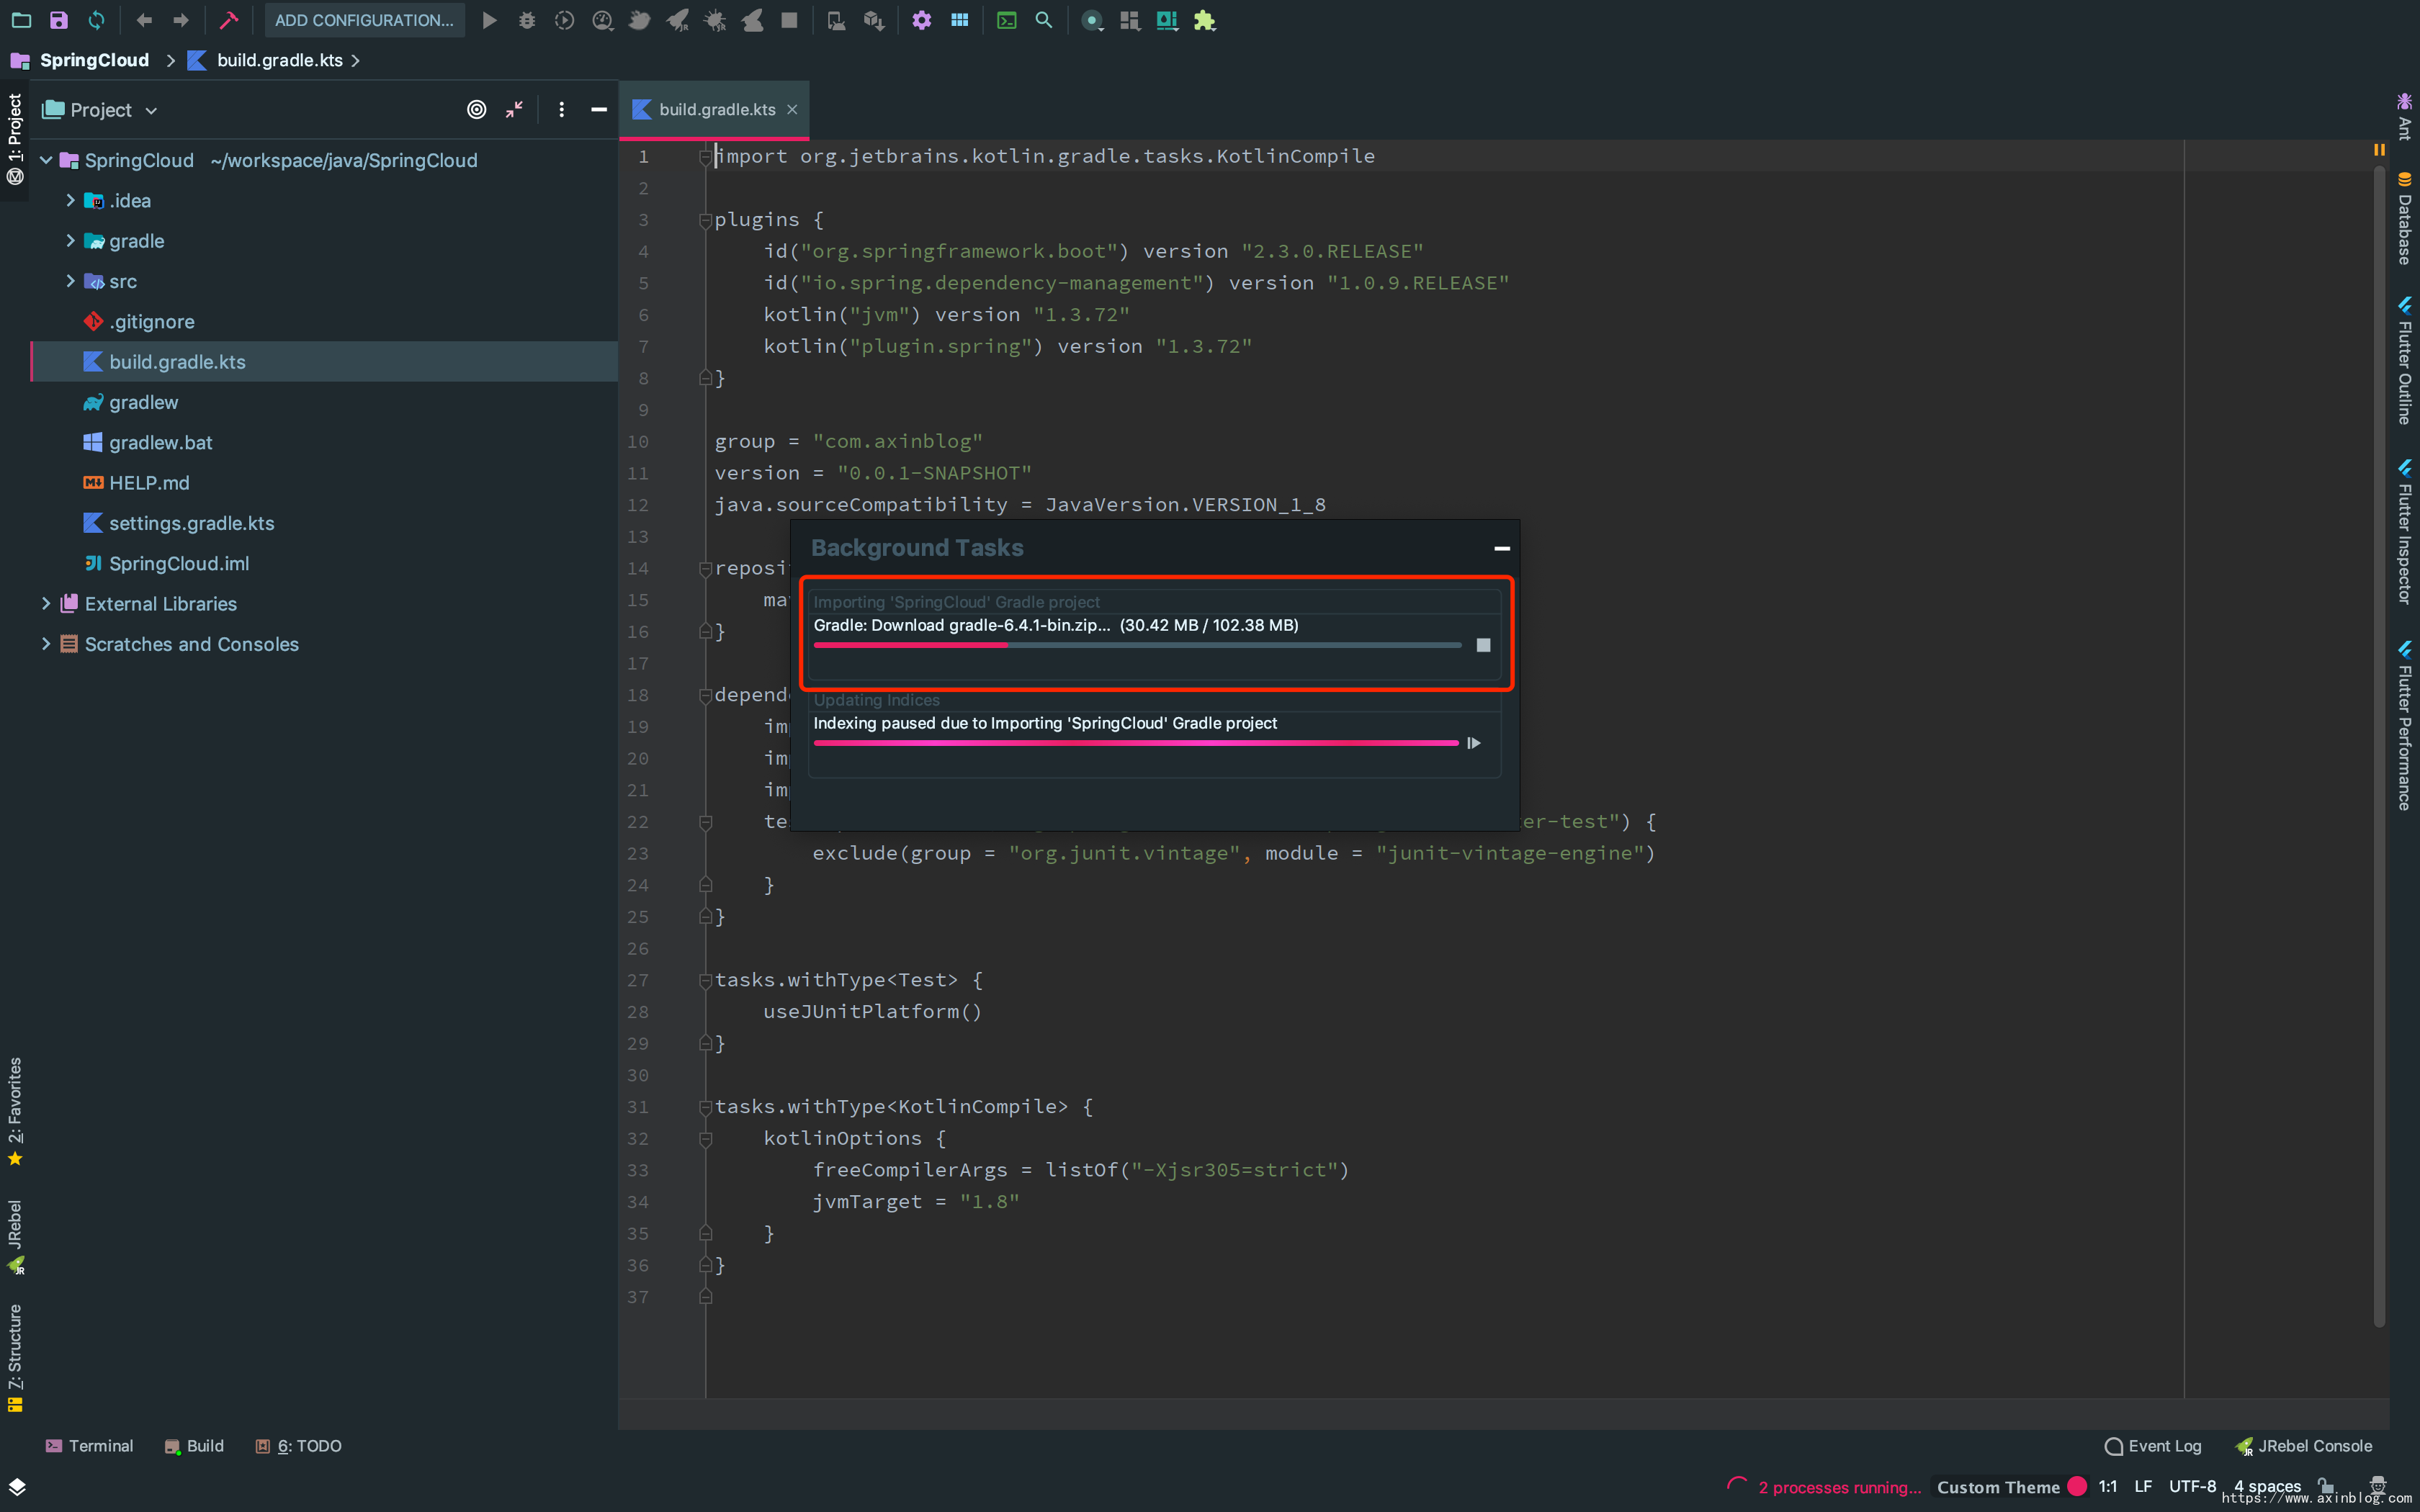 ADD CONFIGURATION...
SpringCloud
build.gradle.kts
1: Project
Project
build.gradle.kts
SpringCloud ~/workspace/java/SpringCloud
.idea
gradle
src
.gitignore
build.gradle.kts
gradlew
gradlew.bat
HELP.md
settings.gradle.kts
SpringCloud.iml
External Libraries
Scratches and Consoles
1 import org.jetbrains.kotlin.gradle.tasks.KotlinCompile
2
3 plugins {
4 id("org.springframework.boot") version "2.3.0.RELEASE"
5 id("io.spring.dependency-management") version "1.0.9.RELEASE"
6 kotlin("jvm") version "1.3.72"
7 kotlin("plugin.spring") version "1.3.72"
8 }
9
10 group = "com.axinblog"
11 version = "0.0.1-SNAPSHOT"
12 java.sourceCompatibility = JavaVersion.VERSION_1_8
13
14 reposi
15 ma
16 }
17
18 depend
19 im
20 im
21 im
22 te er-test") {
23 exclude(group = "org.junit.vintage", module = "junit-vintage-engine")
24 }
25 }
26
27 tasks.withType<Test> {
28 useJUnitPlatform()
29 }
30
31 tasks.withType<KotlinCompile> {
32 kotlinOptions {
33 freeCompilerArgs = listOf("-Xjsr305=strict")
34 jvmTarget = "1.8"
35 }
36 }
37
Background Tasks
Importing 'SpringCloud' Gradle project
Gradle: Download gradle-6.4.1-bin.zip... (30.42 MB / 102.38 MB)
Updating Indices
Indexing paused due to Importing 'SpringCloud' Gradle project
Ant
Database
Flutter Outline
Flutter Inspector
Flutter Performance
2: Favorites
JRebel
7: Structure
Terminal
Build
6: TODO
Event Log
JRebel Console
2 processes running...
Custom Theme
1:1
LF
UTF-8
4 spaces
https://www.axinblog.com